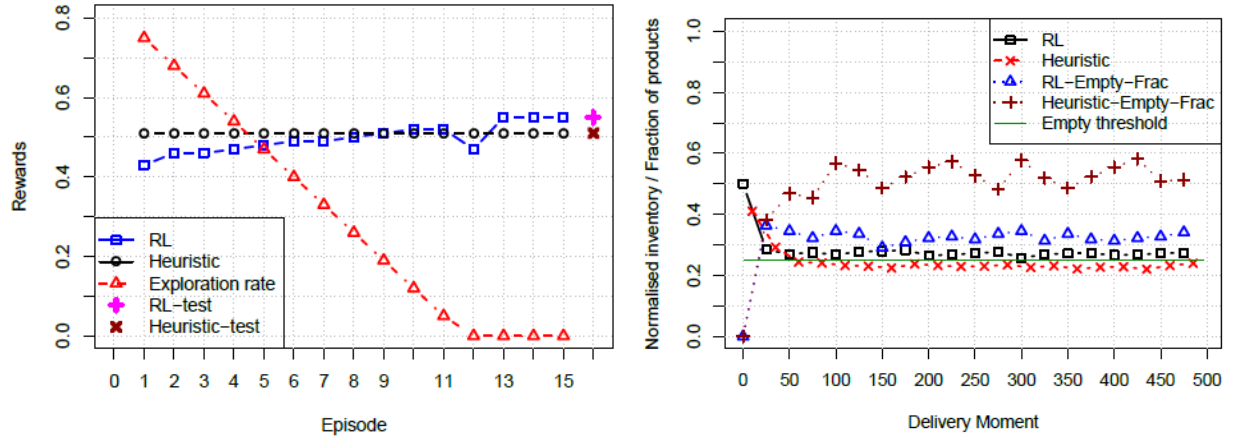 Rewards
0.0
0.2
0.4
0.6
0.8
RL
Heuristic
Exploration rate
RL-test
Heuristic-test
0 1 2 3 4 5 6 7 8 9 11 13 15
Episode
Normalised inventory / Fraction of products
0.0
0.2
0.4
0.6
0.8
1.0
RL
Heuristic
RL-Empty-Frac
Heuristic-Empty-Frac
Empty threshold
0 50 100 150 200 250 300 350 400 450 500
Delivery Moment